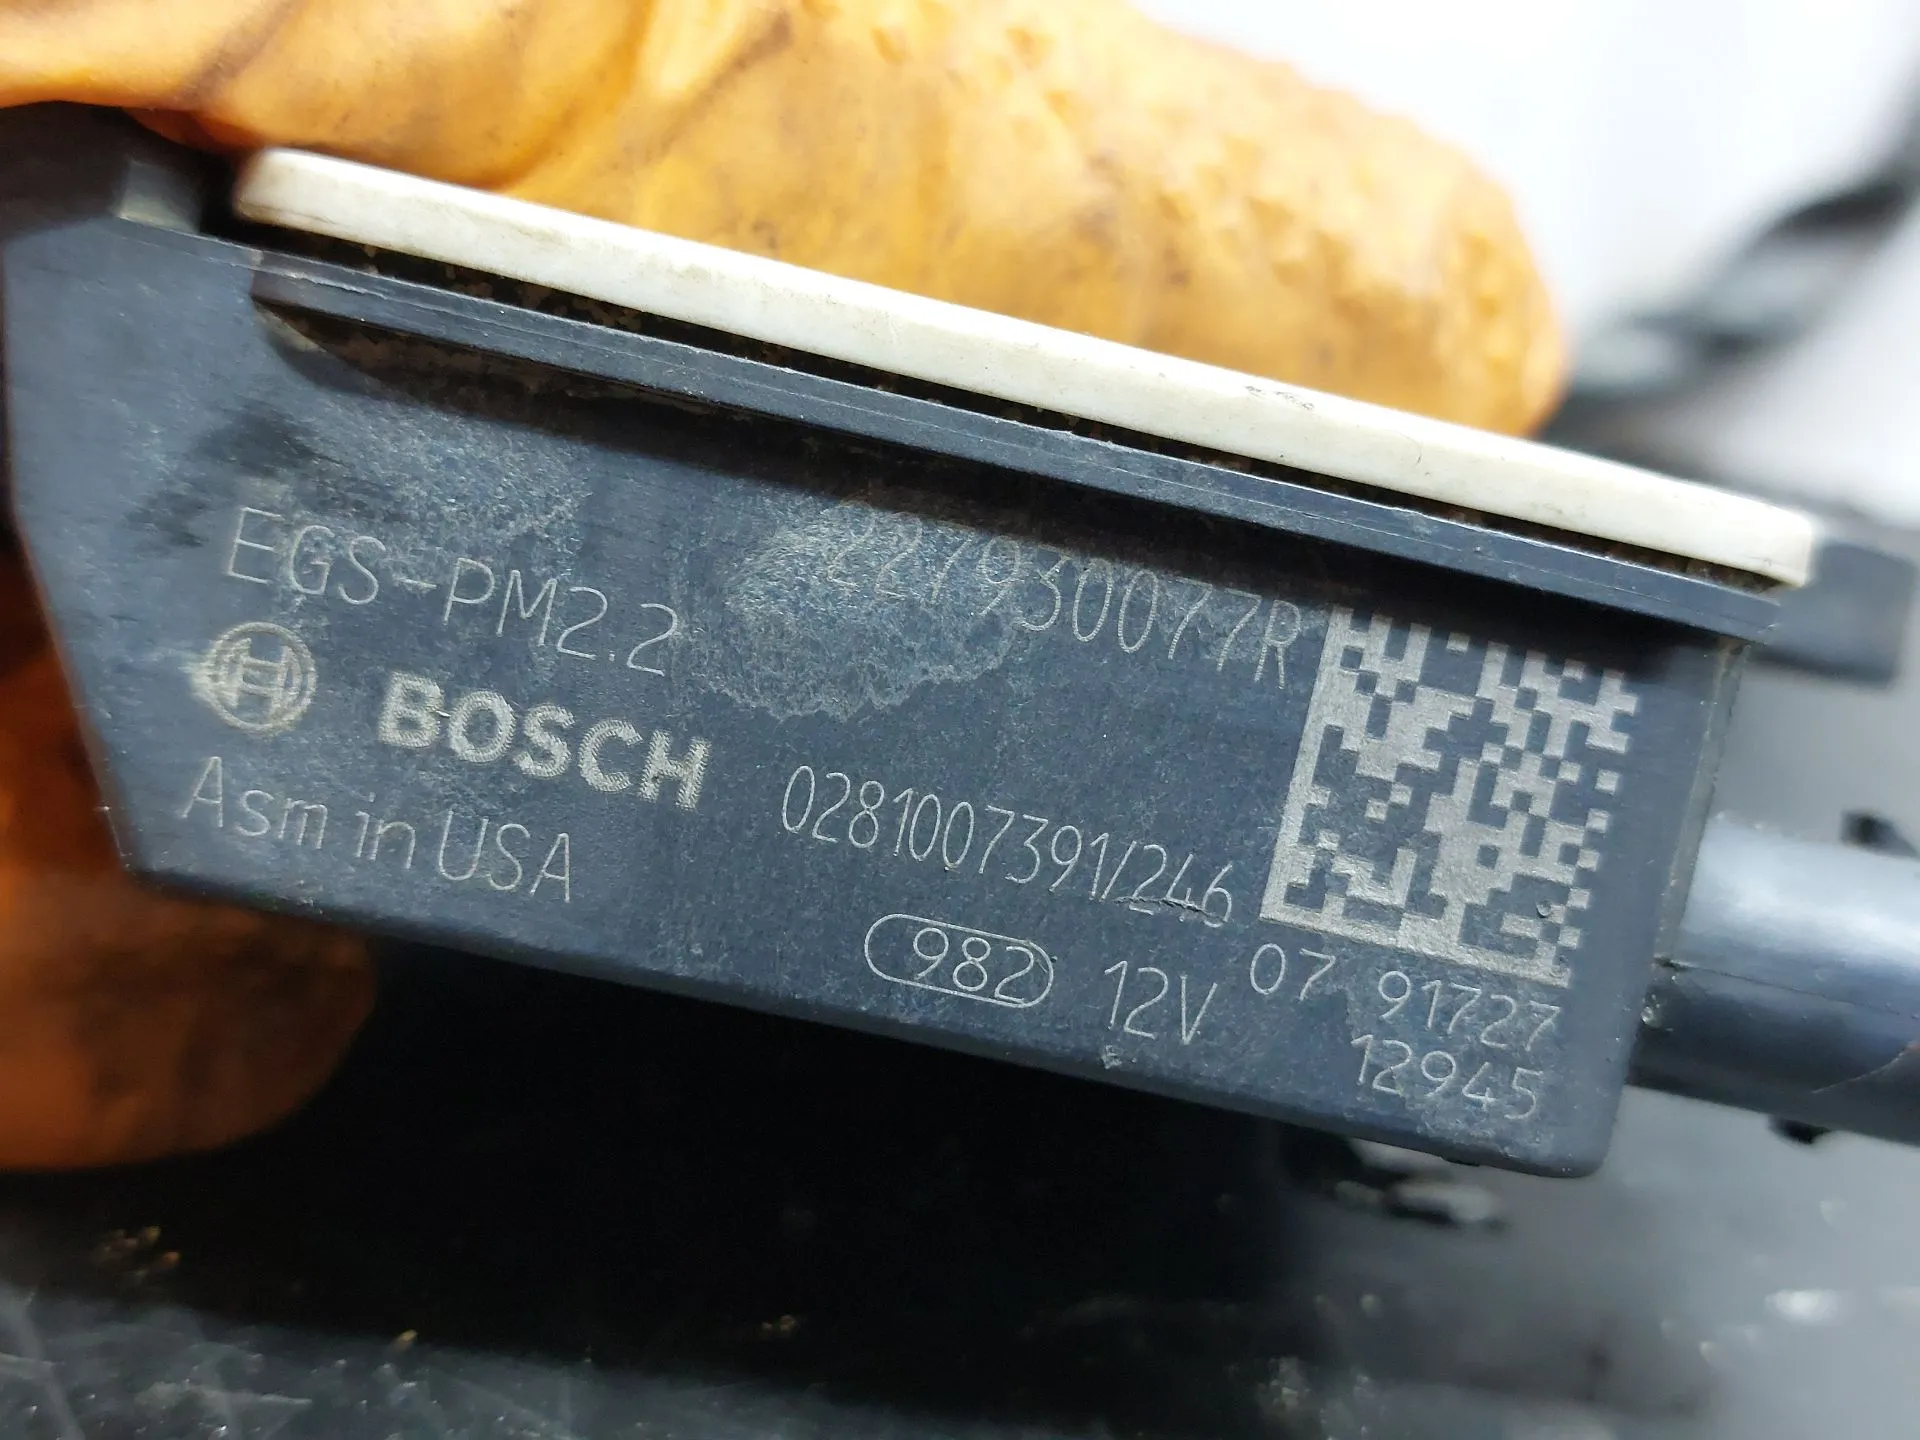 EGS-PM2.2
227930077R
BOSCH
0281007391/246
Asm in USA
982
12V
07 91727
12945